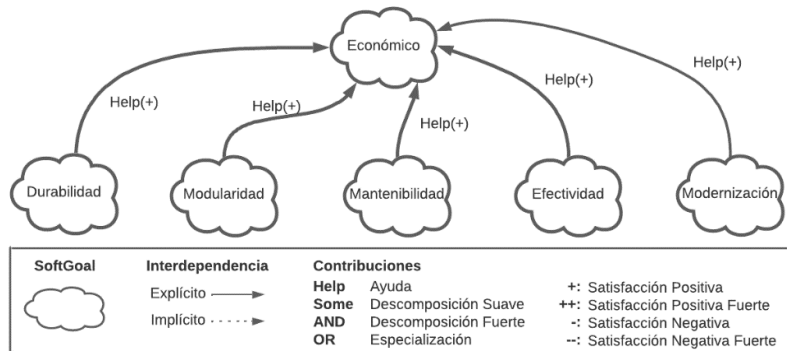 Económico
Help(+)
Help(+)
Help(+)
Help(+)
Help(+)
Durabilidad
Modularidad
Mantenibilidad
Efectividad
Modernización
SoftGoal
Interdependencia
Explícito
Implícito
Contribuciones
Help Ayuda
Some Descomposición Suave
AND Descomposición Fuerte
OR Especialización
+: Satisfacción Positiva
++: Satisfacción Positiva Fuerte
-: Satisfacción Negativa
--: Satisfacción Negativa Fuerte